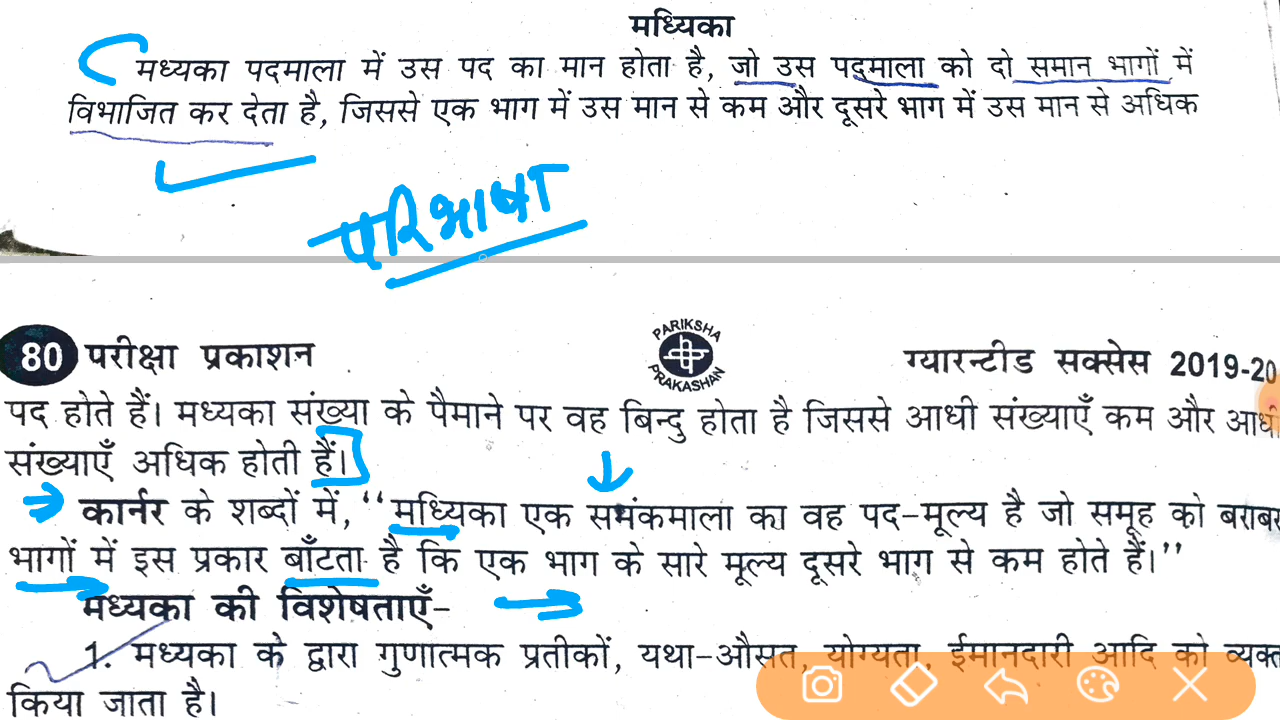 मध्यिका
मध्यका पदमाला में उस पद का मान होता है, जो उस पदमाला को दो समान भागों में
विभाजित कर देता है, जिससे एक भाग में उस मान से कम और दूसरे भाग में उस मान से अधिक
परिभाषा
PARIKSHA
PRAKASHAN
80 परीक्षा प्रकाशन ग्यारन्टीड सक्सेस 2019-20
पद होते हैं। मध्यका संख्या के पैमाने पर वह बिन्दु होता है जिससे आधी संख्याएँ कम और आधी
संख्याएँ अधिक होती हैं।
कार्नर के शब्दों में, ‘‘मध्यिका एक समंकमाला का वह पद-मूल्य है जो समूह को बराबर
भागों में इस प्रकार बाँटता है कि एक भाग के सारे मूल्य दूसरे भाग से कम होते हैं।’’
मध्यका की विशेषताएँ-
1. मध्यका के द्वारा गुणात्मक प्रतीकों, यथा-औसत, योग्यता, ईमानदारी आदि को व्यक्त
किया जाता है।